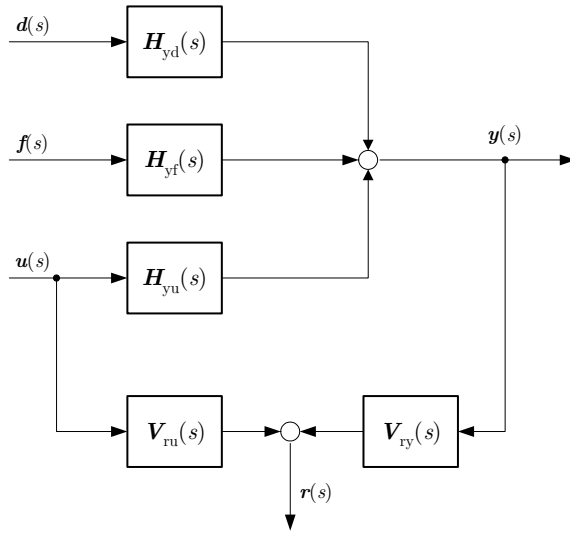 d(s)
H_yd(s)
f(s)
H_yf(s)
y(s)
u(s)
H_yu(s)
V_ru(s)
V_ry(s)
r(s)